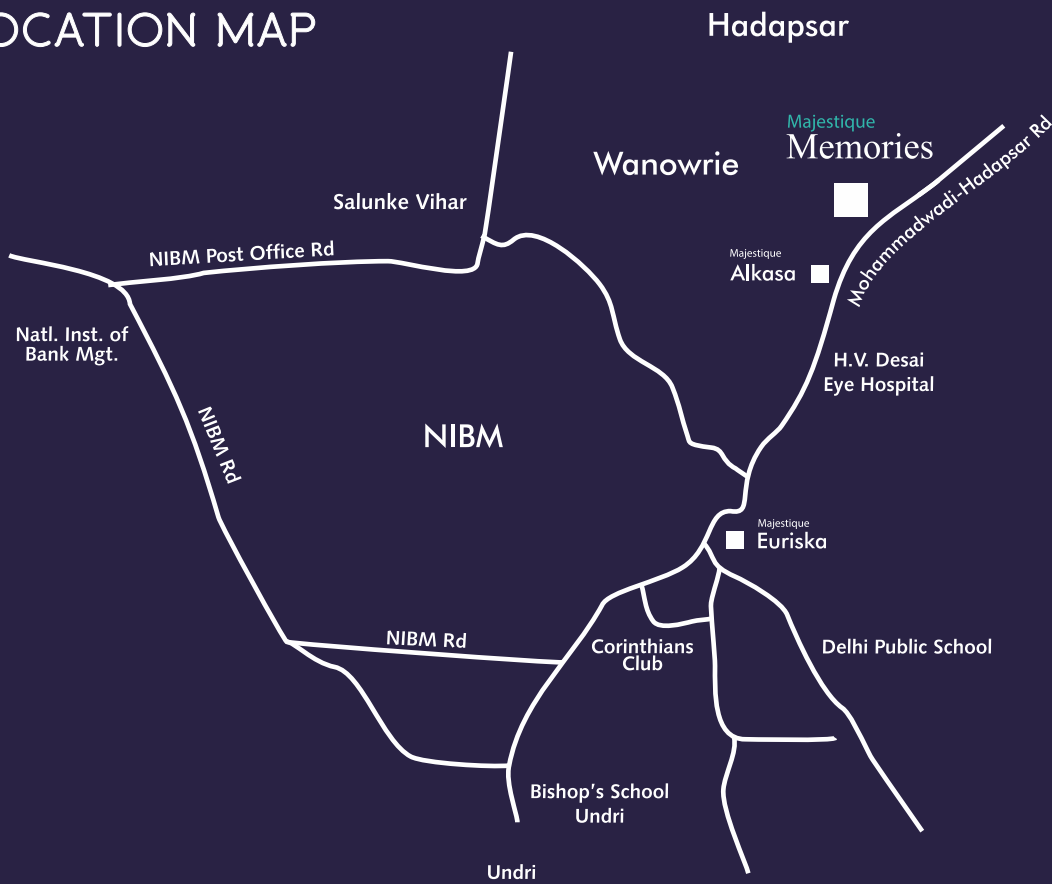 OCATION MAP
Hadapsar
Majestique
Memories
Mohammadwadi-Hadapsar Rd
Wanowrie
Salunke Vihar
NIBM Post Office Rd
Majestique
Alkasa
Natl. Inst. of
Bank Mgt.
H.V. Desai
Eye Hospital
NIBM Rd
NIBM
Majestique
Euriska
NIBM Rd
Corinthians
Club
Delhi Public School
Bishop's School
Undri
Undri